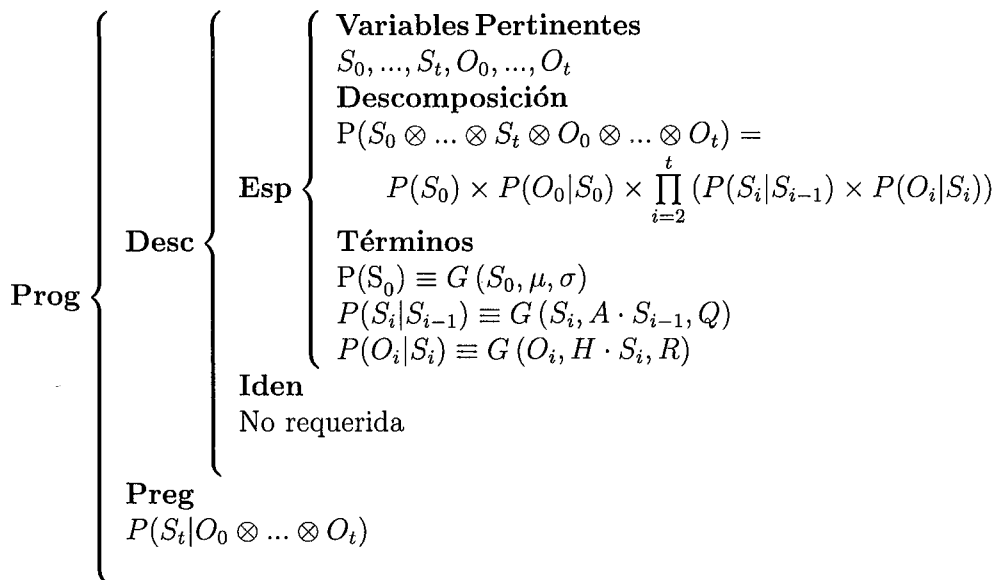 Variables Pertinentes
S_0, ..., S_t, O_0, ..., O_t
Descomposición
P(S_0 ⊗ ... ⊗ S_t ⊗ O_0 ⊗ ... ⊗ O_t) =
P(S_0) × P(O_0|S_0) × ∏_{i=2}^{t} (P(S_i|S_{i−1}) × P(O_i|S_i))
Esp
Términos
Desc
P(S_0) ≡ G (S_0, μ, σ)
Prog
P(S_i|S_{i−1}) ≡ G (S_i, A · S_{i−1}, Q)
P(O_i|S_i) ≡ G (O_i, H · S_i, R)
Iden
No requerida
Preg
P(S_t|O_0 ⊗ ... ⊗ O_t)